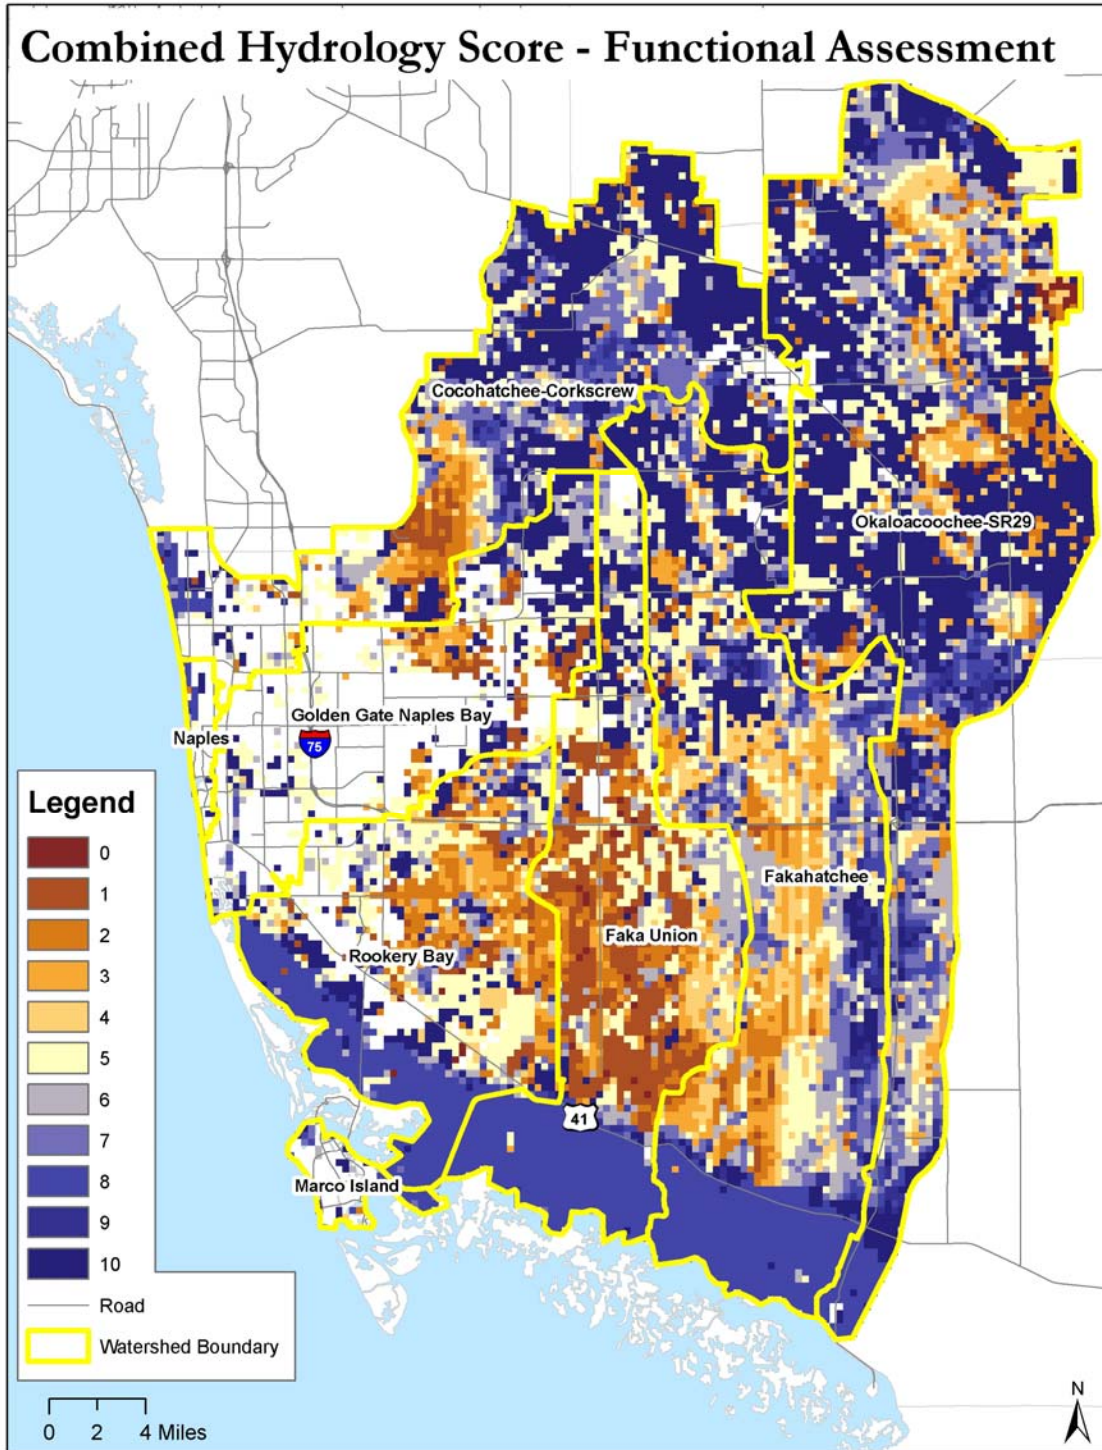 Combined Hydrology Score - Functional Assessment
Cocohatchee-Corkscrew
Okaloacoochee-SR29
Golden Gate Naples Bay
Naples
75
Legend
0
1
2
3
4
5
6
7
8
9
10
Road
Watershed Boundary
Fakahatchee
Faka Union
Rookery Bay
41
Marco Island
0 2 4 Miles
N